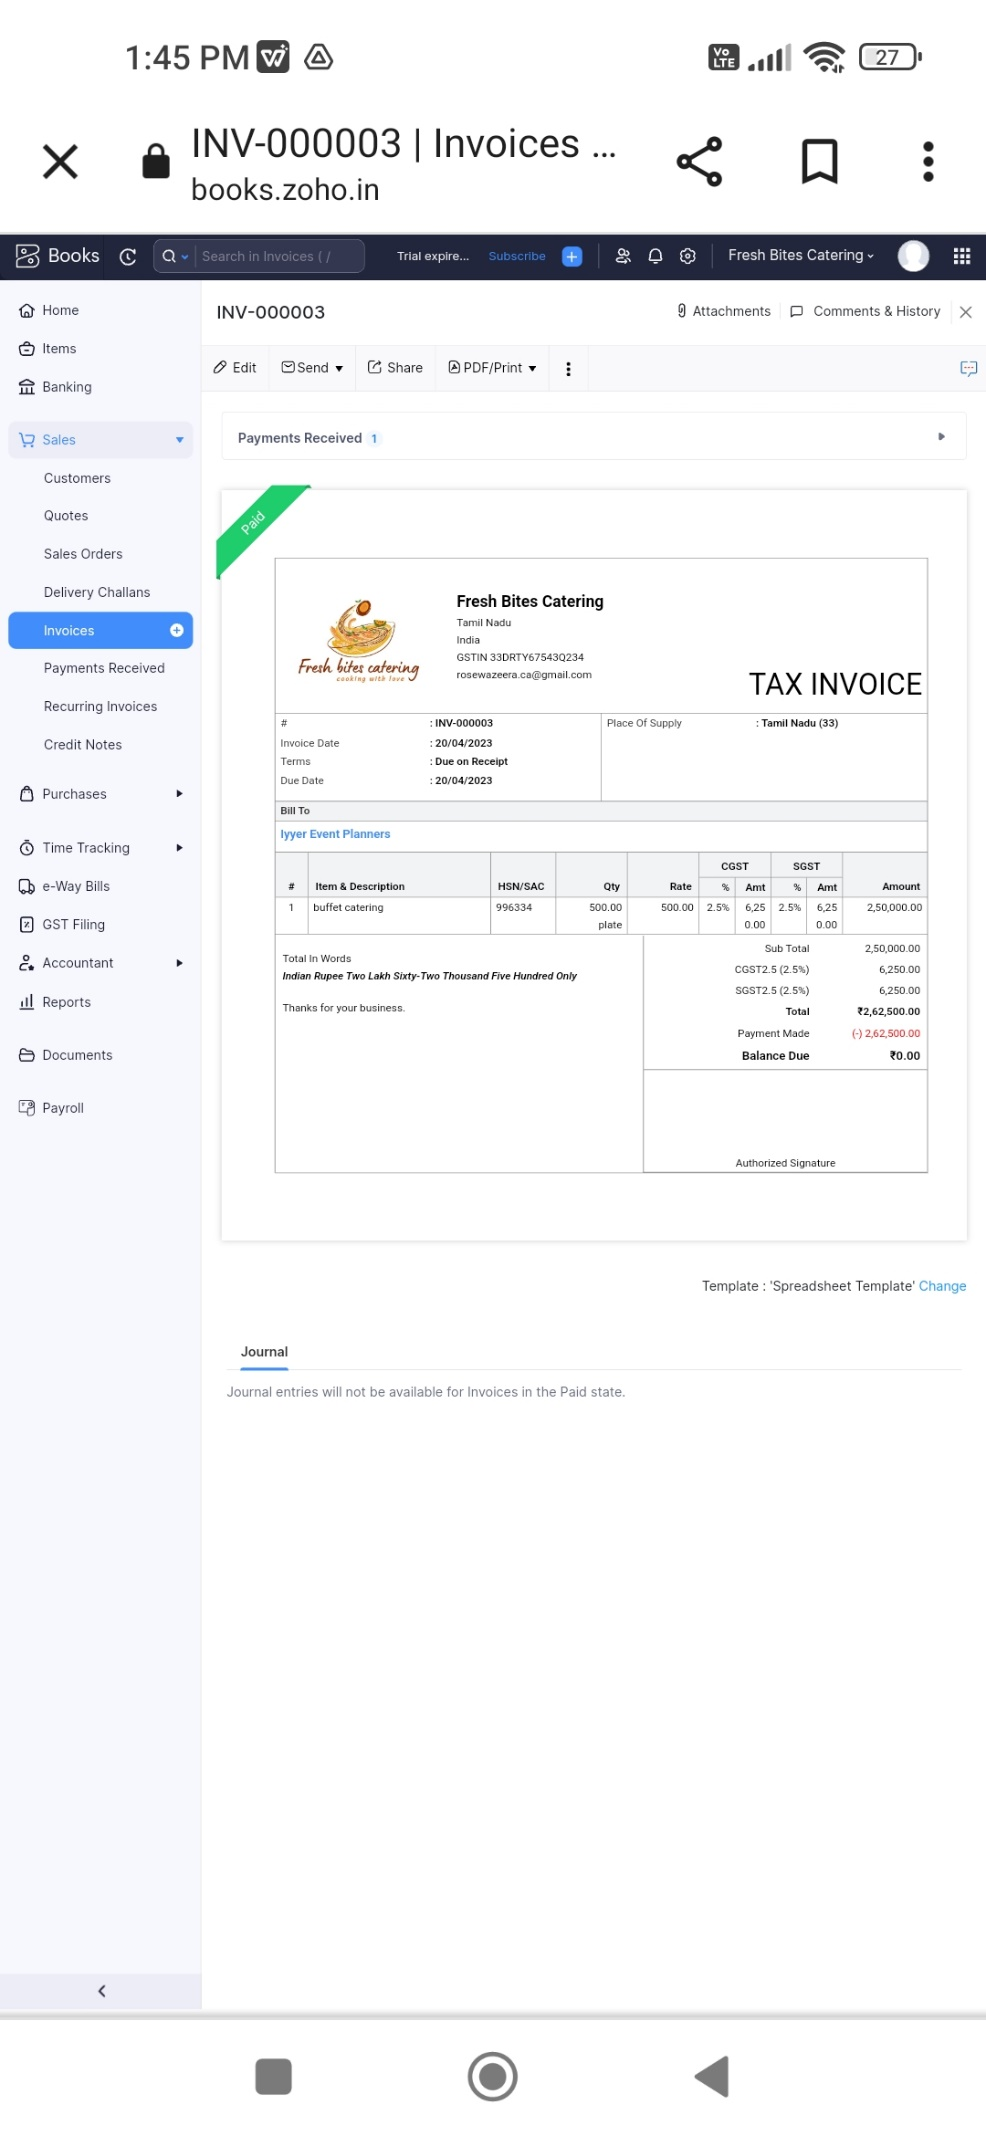 1:45 PM
Vo LTE
27
INV-000003 | Invoices ...
books.zoho.in
Books
Search in Invoices ( /
Trial expire...
Subscribe
Fresh Bites Catering
Home
Items
Banking
Sales
Customers
Quotes
Sales Orders
Delivery Challans
Invoices
Payments Received
Recurring Invoices
Credit Notes
Purchases
Time Tracking
e-Way Bills
GST Filing
Accountant
Reports
Documents
Payroll
INV-000003
Attachments
Comments & History
Edit
Send
Share
PDF/Print
Payments Received 1
Paid
Fresh bites catering
cooking with love
Fresh Bites Catering
Tamil Nadu
India
GSTIN 33DRTY67543Q234
rosewazeera.ca@gmail.com
TAX INVOICE
# : INV-000003
Invoice Date : 20/04/2023
Terms : Due on Receipt
Due Date : 20/04/2023
Place Of Supply : Tamil Nadu (33)
Bill To
Iyyer Event Planners
CGST SGST
# Item & Description HSN/SAC Qty Rate % Amt % Amt Amount
1 buffet catering 996334 500.00 500.00 2.5% 6,25 2.5% 6,25 2,50,000.00
plate 0.00 0.00
Total In Words
Indian Rupee Two Lakh Sixty-Two Thousand Five Hundred Only
Thanks for your business.
Sub Total 2,50,000.00
CGST2.5 (2.5%) 6,250.00
SGST2.5 (2.5%) 6,250.00
Total ₹2,62,500.00
Payment Made (-) 2,62,500.00
Balance Due ₹0.00
Authorized Signature
Template : 'Spreadsheet Template' Change
Journal
Journal entries will not be available for Invoices in the Paid state.